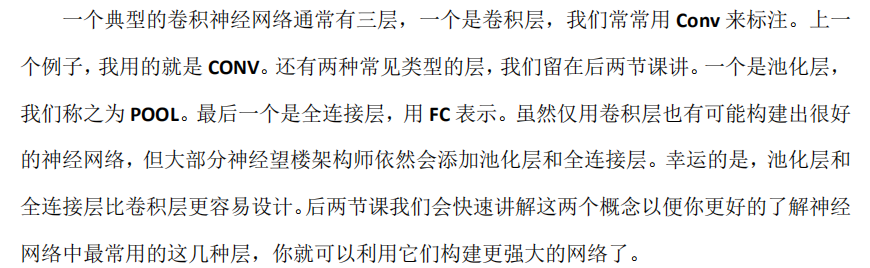 一个典型的卷积神经网络通常有三层，一个是卷积层，我们常常用 Conv 来标注。上一
个例子，我用的就是 CONV。还有两种常见类型的层，我们留在后两节课讲。一个是池化层，
我们称之为 POOL。最后一个是全连接层，用 FC 表示。虽然仅用卷积层也有可能构建出很好
的神经网络，但大部分神经望楼架构师依然会添加池化层和全连接层。幸运的是，池化层和
全连接层比卷积层更容易设计。后两节课我们会快速讲解这两个概念以便你更好的了解神经
网络中最常用的这几种层，你就可以利用它们构建更强大的网络了。